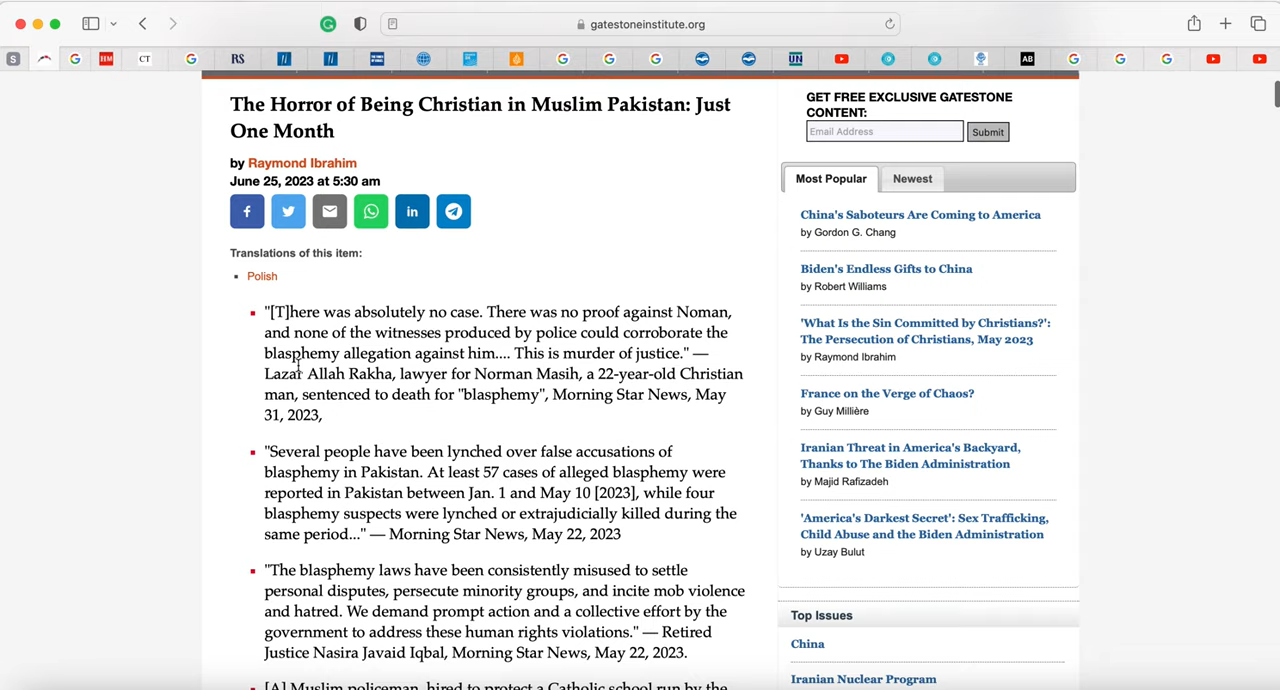 gatestoneinstitute.org
S
G
HM
CT
G
RS
G
G
G
UN
AB
G
G
G
The Horror of Being Christian in Muslim Pakistan: Just
One Month
by Raymond Ibrahim
June 25, 2023 at 5:30 am
f
in
Translations of this item:
Polish
"[T]here was absolutely no case. There was no proof against Noman,
and none of the witnesses produced by police could corroborate the
blasphemy allegation against him.... This is murder of justice." —
Lazar Allah Rakha, lawyer for Norman Masih, a 22-year-old Christian
man, sentenced to death for "blasphemy", Morning Star News, May
31, 2023,
"Several people have been lynched over false accusations of
blasphemy in Pakistan. At least 57 cases of alleged blasphemy were
reported in Pakistan between Jan. 1 and May 10 [2023], while four
blasphemy suspects were lynched or extrajudicially killed during the
same period..." — Morning Star News, May 22, 2023
"The blasphemy laws have been consistently misused to settle
personal disputes, persecute minority groups, and incite mob violence
and hatred. We demand prompt action and a collective effort by the
government to address these human rights violations." — Retired
Justice Nasira Javaid Iqbal, Morning Star News, May 22, 2023.
[A] Muslim policeman, hired to protect a Catholic school run by the
GET FREE EXCLUSIVE GATESTONE
CONTENT:
Email Address
Submit
Most Popular
Newest
China's Saboteurs Are Coming to America
by Gordon G. Chang
Biden's Endless Gifts to China
by Robert Williams
'What Is the Sin Committed by Christians?':
The Persecution of Christians, May 2023
by Raymond Ibrahim
France on the Verge of Chaos?
by Guy Millière
Iranian Threat in America's Backyard,
Thanks to The Biden Administration
by Majid Rafizadeh
'America's Darkest Secret': Sex Trafficking,
Child Abuse and the Biden Administration
by Uzay Bulut
Top Issues
China
Iranian Nuclear Program